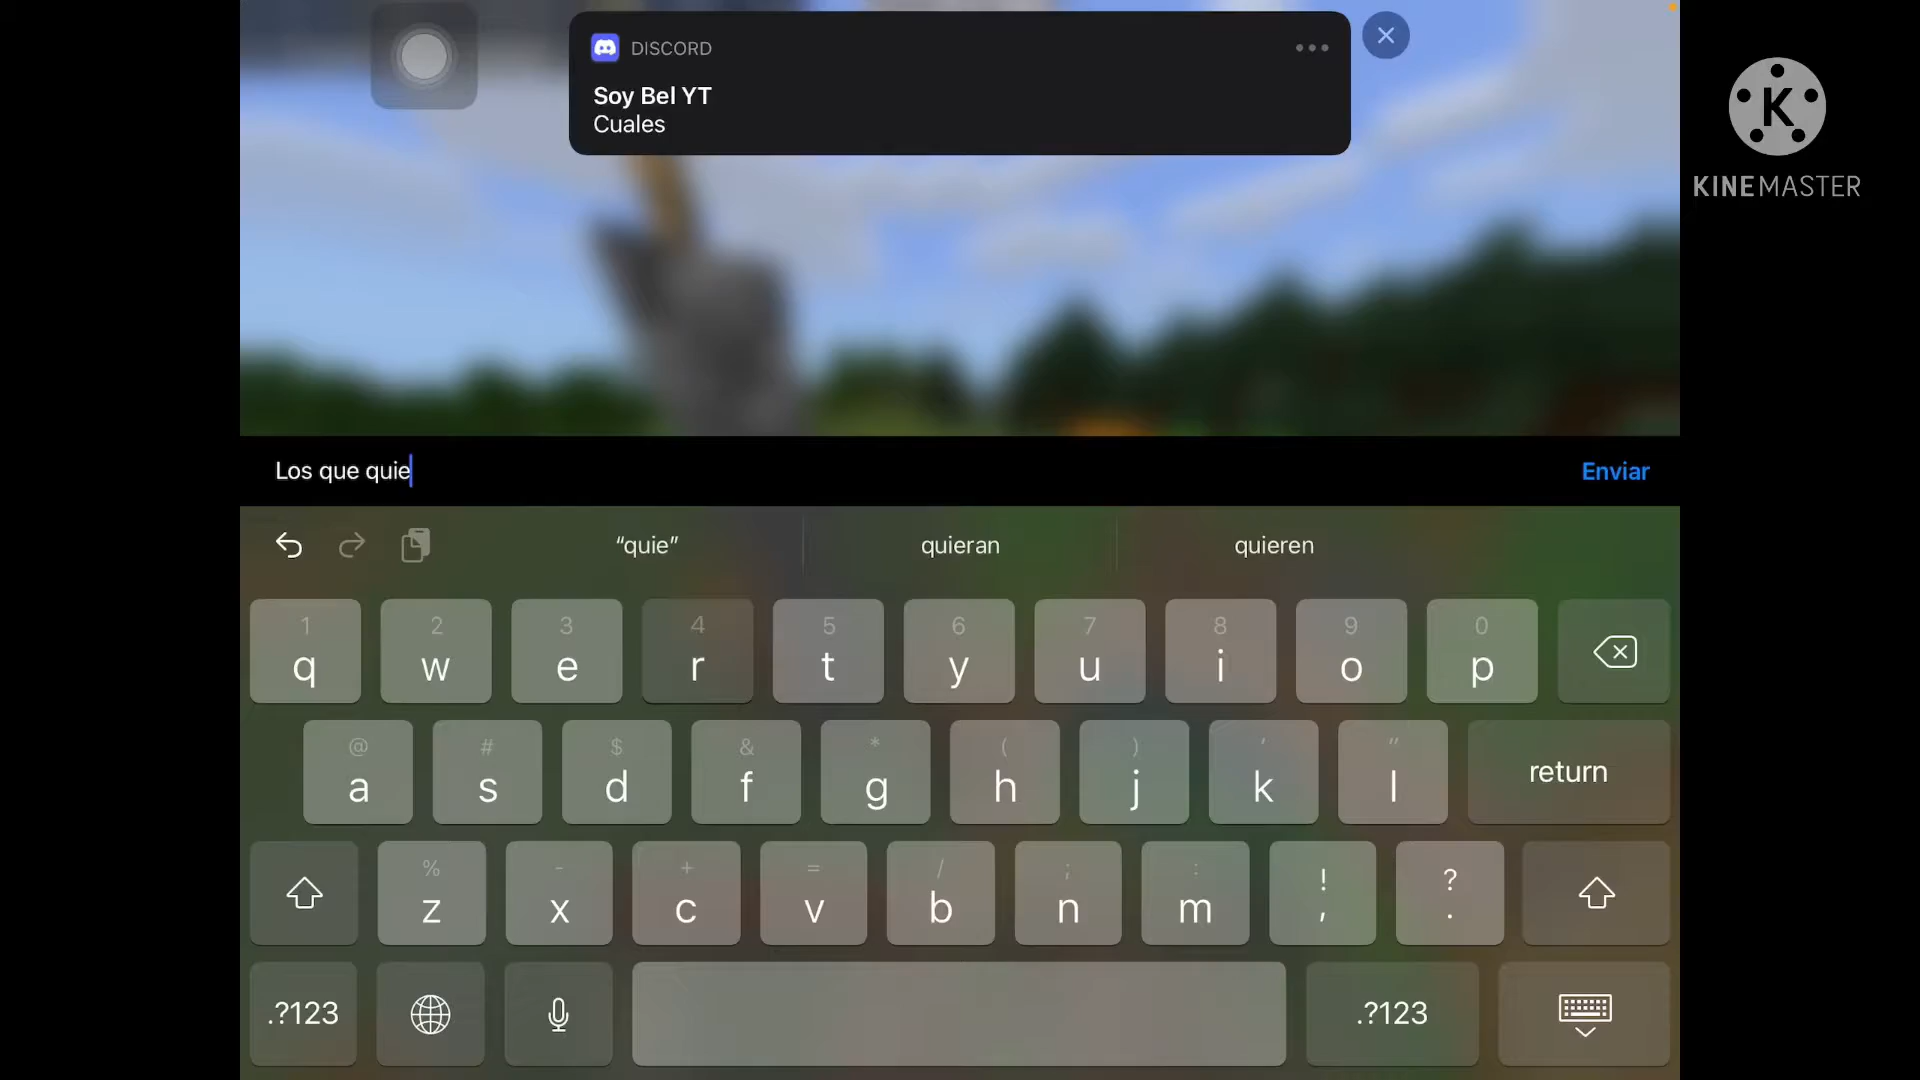 DISCORD
Soy Bel YT
Cuales
K
KINEMASTER
Los que quie
Enviar
“quie”
quieran
quieren
1 2 3 4 5 6 7 8 9 0
q w e r t y u i o p
@ # $ & * ( ) ' "
a s d f g h j k l
return
% - + = / ; : ! ?
z x c v b n m , .
.?123
.?123